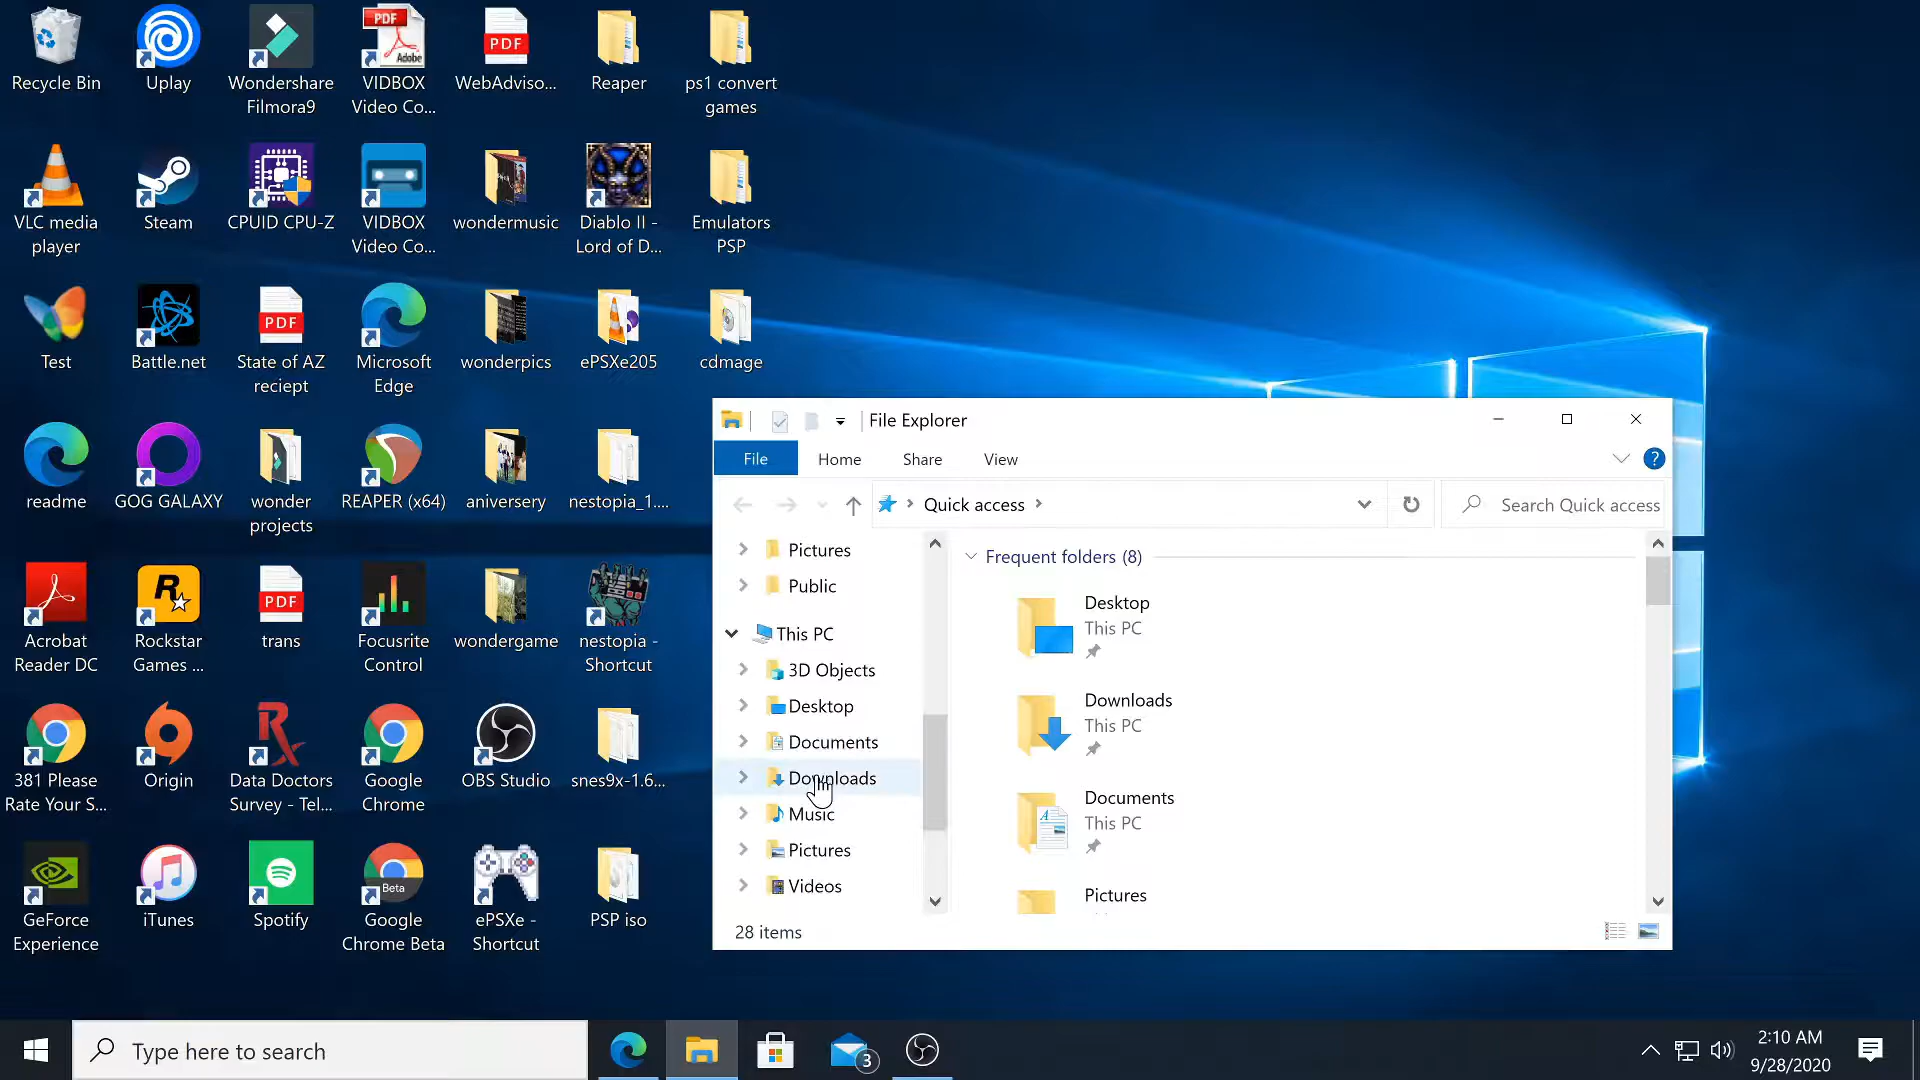 Recycle Bin
Uplay
Wondershare
Filmora9
PDF
Adobe
VIDBOX
Video Co...
PDF
WebAdviso...
Reaper
ps1 convert
games
VLC media
player
Steam
CPUID CPU-Z
VIDBOX
Video Co...
wondermusic
Diablo II -
Lord of D...
Emulators
PSP
Test
Battle.net
PDF
State of AZ
reciept
Microsoft
Edge
wonderpics
ePSXe205
cdmage
readme
GOG GALAXY
wonder
projects
REAPER (x64)
aniversery
nestopia_1....
Acrobat
Reader DC
R
Rockstar
Games ...
PDF
trans
Focusrite
Control
wondergame
nestopia -
Shortcut
381 Please
Rate Your S...
Origin
Data Doctors
Survey - Tel...
Google
Chrome
OBS Studio
snes9x-1.6...
GeForce
Experience
iTunes
Spotify
Beta
Google
Chrome Beta
ePSXe -
Shortcut
PSP iso
File Explorer
File
Home
Share
View
?
Quick access
Search Quick access
Pictures
Public
This PC
3D Objects
Desktop
Documents
Downloads
Music
Pictures
Videos
Frequent folders (8)
Desktop
This PC
Downloads
This PC
A
Documents
This PC
Pictures
28 items
Type here to search
3
2:10 AM
9/28/2020